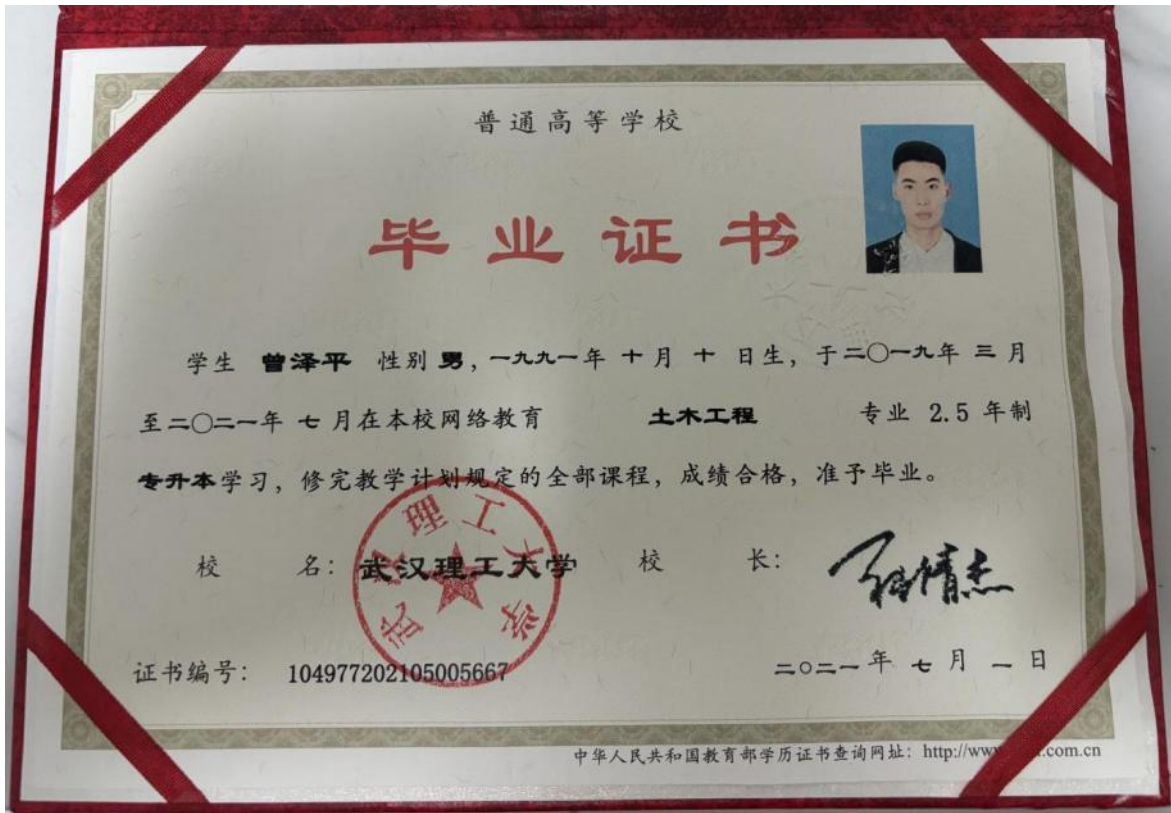 普通高等学校
毕业证书
学生 曾泽平 性别 男，一九九一年 十 月 十 日生，于二〇一九年 三 月
至二〇二一年 七 月在本校网络教育 土木工程 专业 2.5 年制
专升本学习，修完教学计划规定的全部课程，成绩合格，准予毕业。
校 名：武汉理工大学 校 长：
武汉理工大学
证书编号： 104977202105005667 二〇二一 年 七 月 一 日
中华人民共和国教育部学历证书查询网址：http://www .com.cn